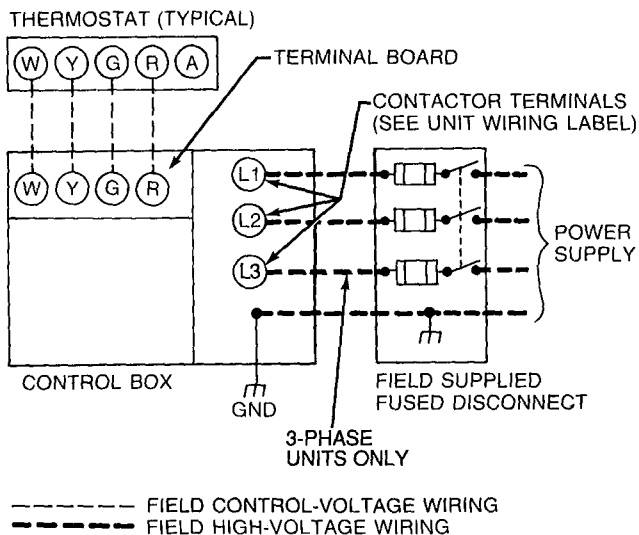 THERMOSTAT (TYPICAL)
W Y G R A
TERMINAL BOARD
CONTACTOR TERMINALS
(SEE UNIT WIRING LABEL)
W Y G R
L1
L2
L3
POWER
SUPPLY
CONTROL BOX
GND
FIELD SUPPLIED
FUSED DISCONNECT
3-PHASE
UNITS ONLY
FIELD CONTROL-VOLTAGE WIRING
FIELD HIGH-VOLTAGE WIRING